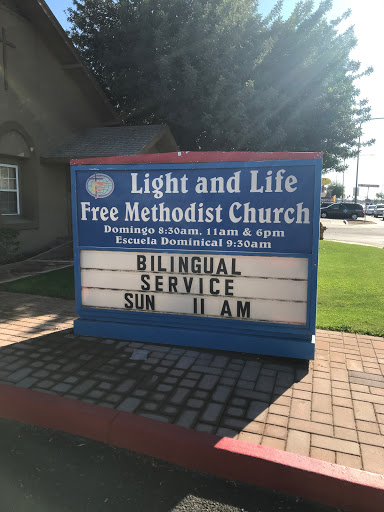 Light and Life
Free Methodist Church
Domingo 8:30am, 11am & 6pm
Escuela Dominical 9:30am
BILINGUAL
SERVICE
SUN 11 AM